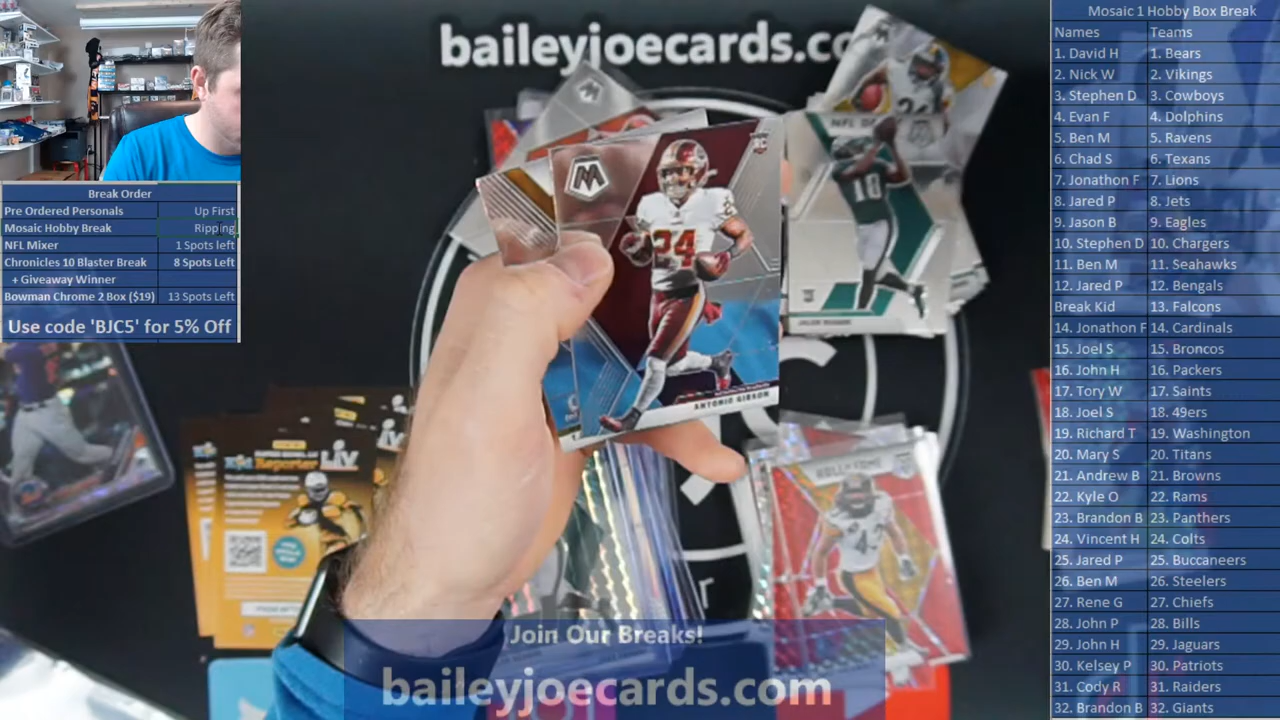 baileyjoecards.co
Break Order
Pre Ordered Personals Up First
Mosaic Hobby Break Ripping
NFL Mixer 1 Spots left
Chronicles 10 Blaster Break 8 Spots Left
+ Giveaway Winner
Bowman Chrome 2 Box ($19) 13 Spots Left
Use code 'BJC5' for 5% Off
RC
24
ANTONIO GIBSON
NFL
18
LIV
Reporter
Join Our Breaks!
baileyjoecards.com
Mosaic 1 Hobby Box Break
Names Teams
1. David H 1. Bears
2. Nick W 2. Vikings
3. Stephen D 3. Cowboys
4. Evan F 4. Dolphins
5. Ben M 5. Ravens
6. Chad S 6. Texans
7. Jonathon F 7. Lions
8. Jared P 8. Jets
9. Jason B 9. Eagles
10. Stephen D 10. Chargers
11. Ben M 11. Seahawks
12. Jared P 12. Bengals
Break Kid 13. Falcons
14. Jonathon F 14. Cardinals
15. Joel S 15. Broncos
16. John H 16. Packers
17. Tory W 17. Saints
18. Joel S 18. 49ers
19. Richard T 19. Washington
20. Mary S 20. Titans
21. Andrew B 21. Browns
22. Kyle O 22. Rams
23. Brandon B 23. Panthers
24. Vincent H 24. Colts
25. Jared P 25. Buccaneers
26. Ben M 26. Steelers
27. Rene G 27. Chiefs
28. John P 28. Bills
29. John H 29. Jaguars
30. Kelsey P 30. Patriots
31. Cody R 31. Raiders
32. Brandon B 32. Giants